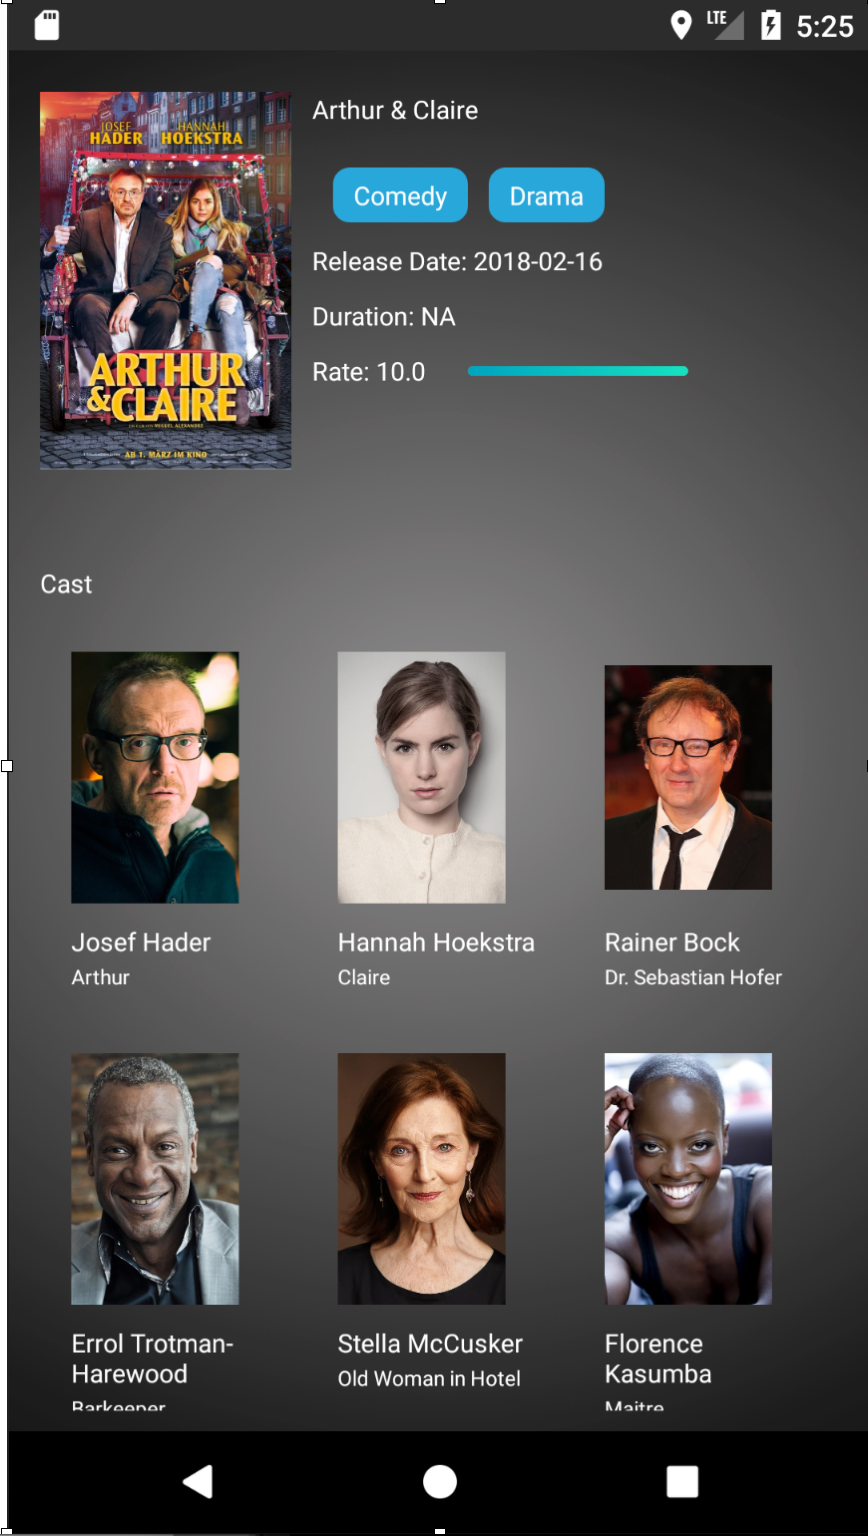 LTE 5:25
JOSEF HADER HANNAH HOEKSTRA
ARTHUR
&CLAIRE
EIN FILM VON MIGUEL ALEXANDRE
AB 1. MÄRZ IM KINO
Arthur & Claire
Comedy Drama
Release Date: 2018-02-16
Duration: NA
Rate: 10.0
Cast
Josef Hader
Arthur
Hannah Hoekstra
Claire
Rainer Bock
Dr. Sebastian Hofer
Errol Trotman-
Harewood
Barkeeper
Stella McCusker
Old Woman in Hotel
Florence
Kasumba
Maitre